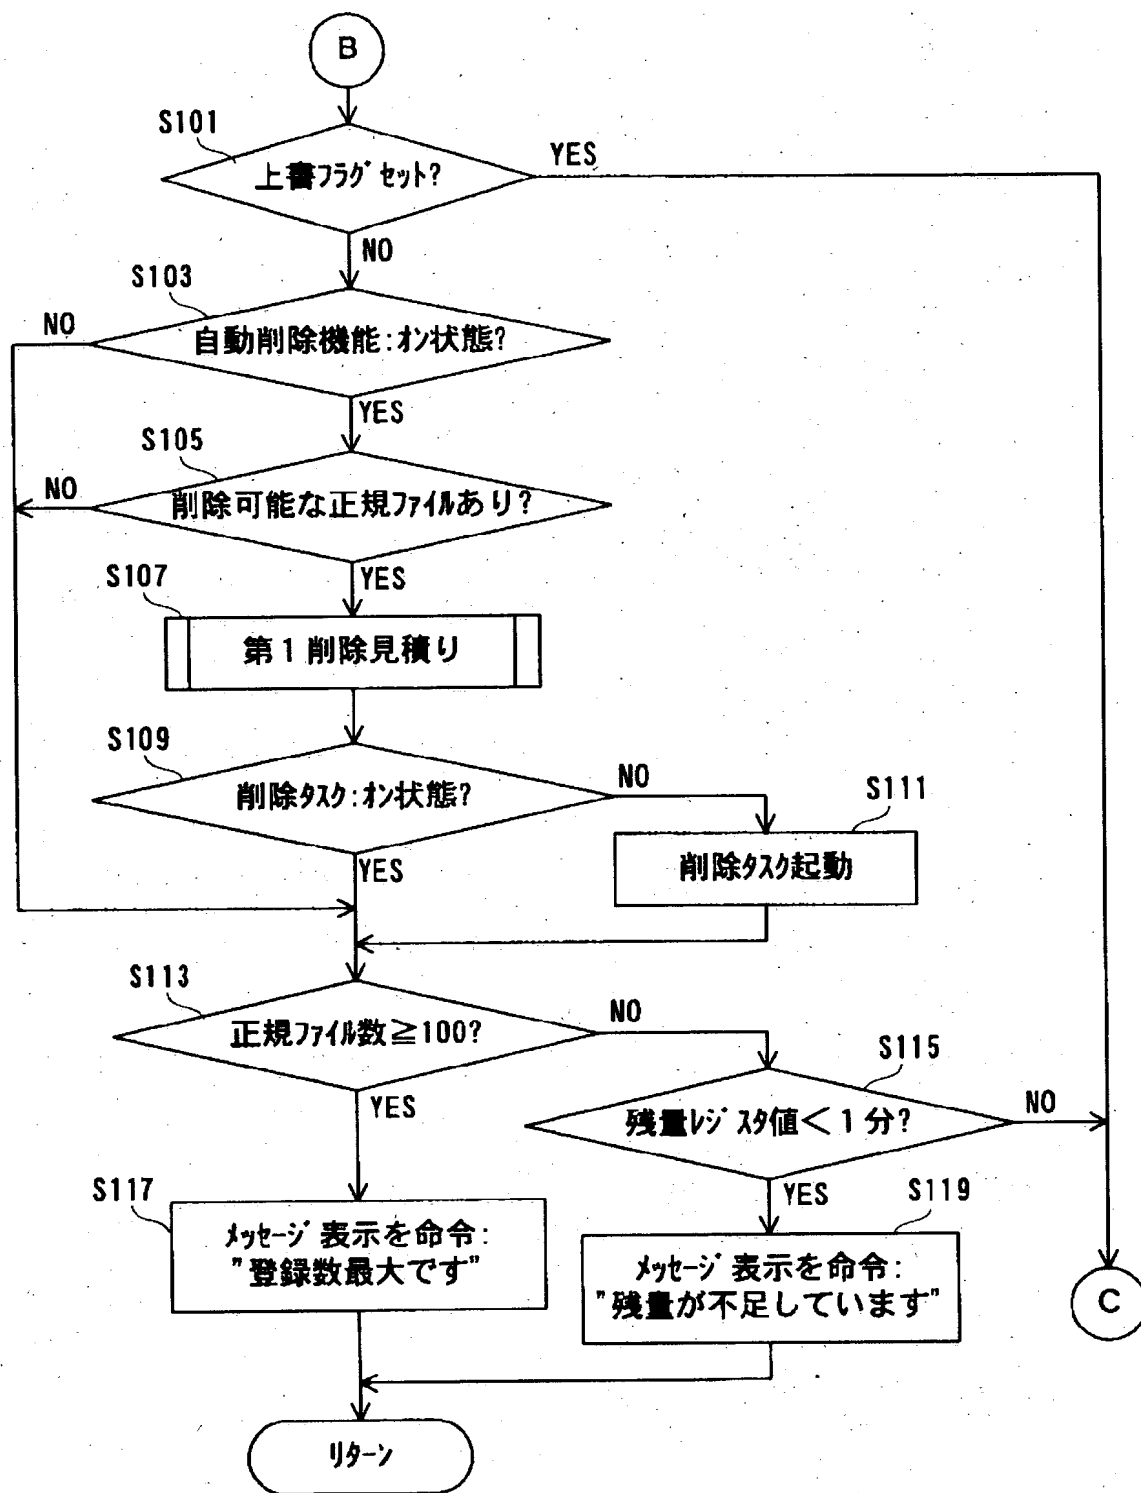 B
S101
上書フラグセット?
YES
NO
S103
自動削除機能:オン状態?
NO
YES
S105
削除可能な正規ファイルあり?
NO
YES
S107
第1削除見積り
S109
削除タスク:オン状態?
NO
YES
S111
削除タスク起動
S113
正規ファイル数≧100?
NO
YES
S115
残量レジスタ値<1分?
NO
YES
S117
メッセージ表示を命令:
"登録数最大です"
S119
メッセージ表示を命令:
"残量が不足しています"
C
リターン